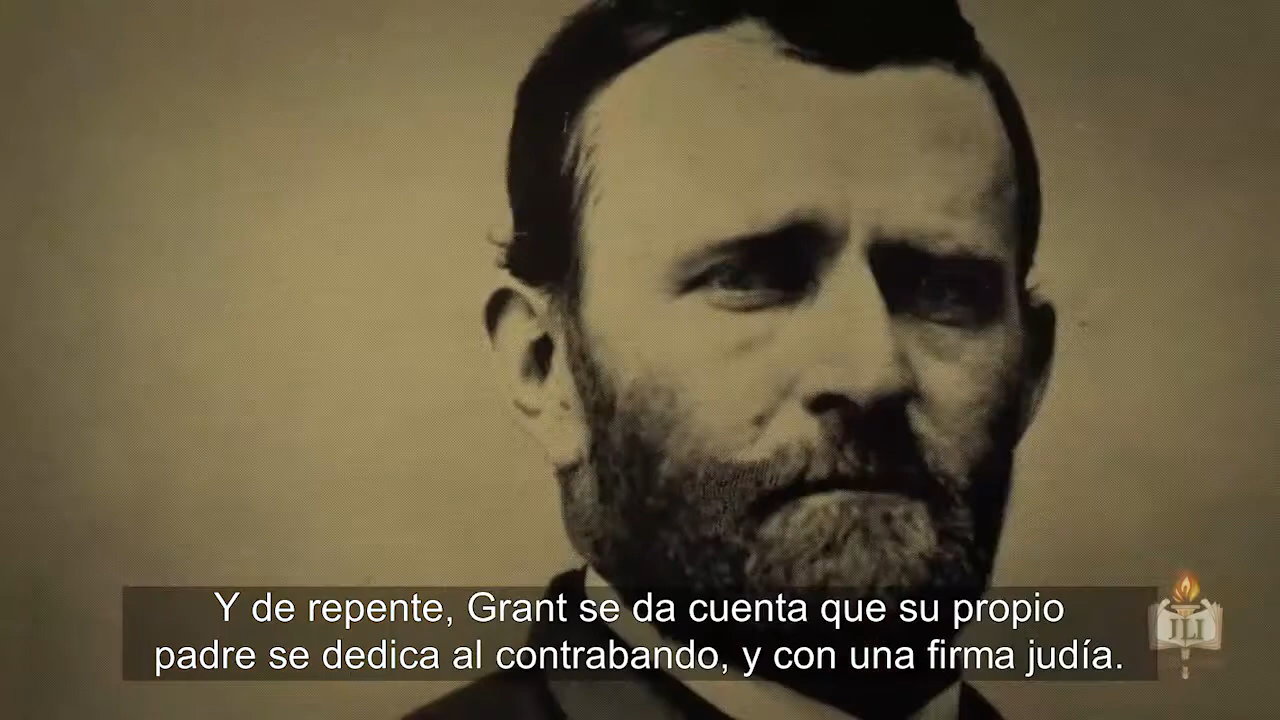 Y de repente, Grant se da cuenta que su propio
padre se dedica al contrabando, y con una firma judía.
JLI